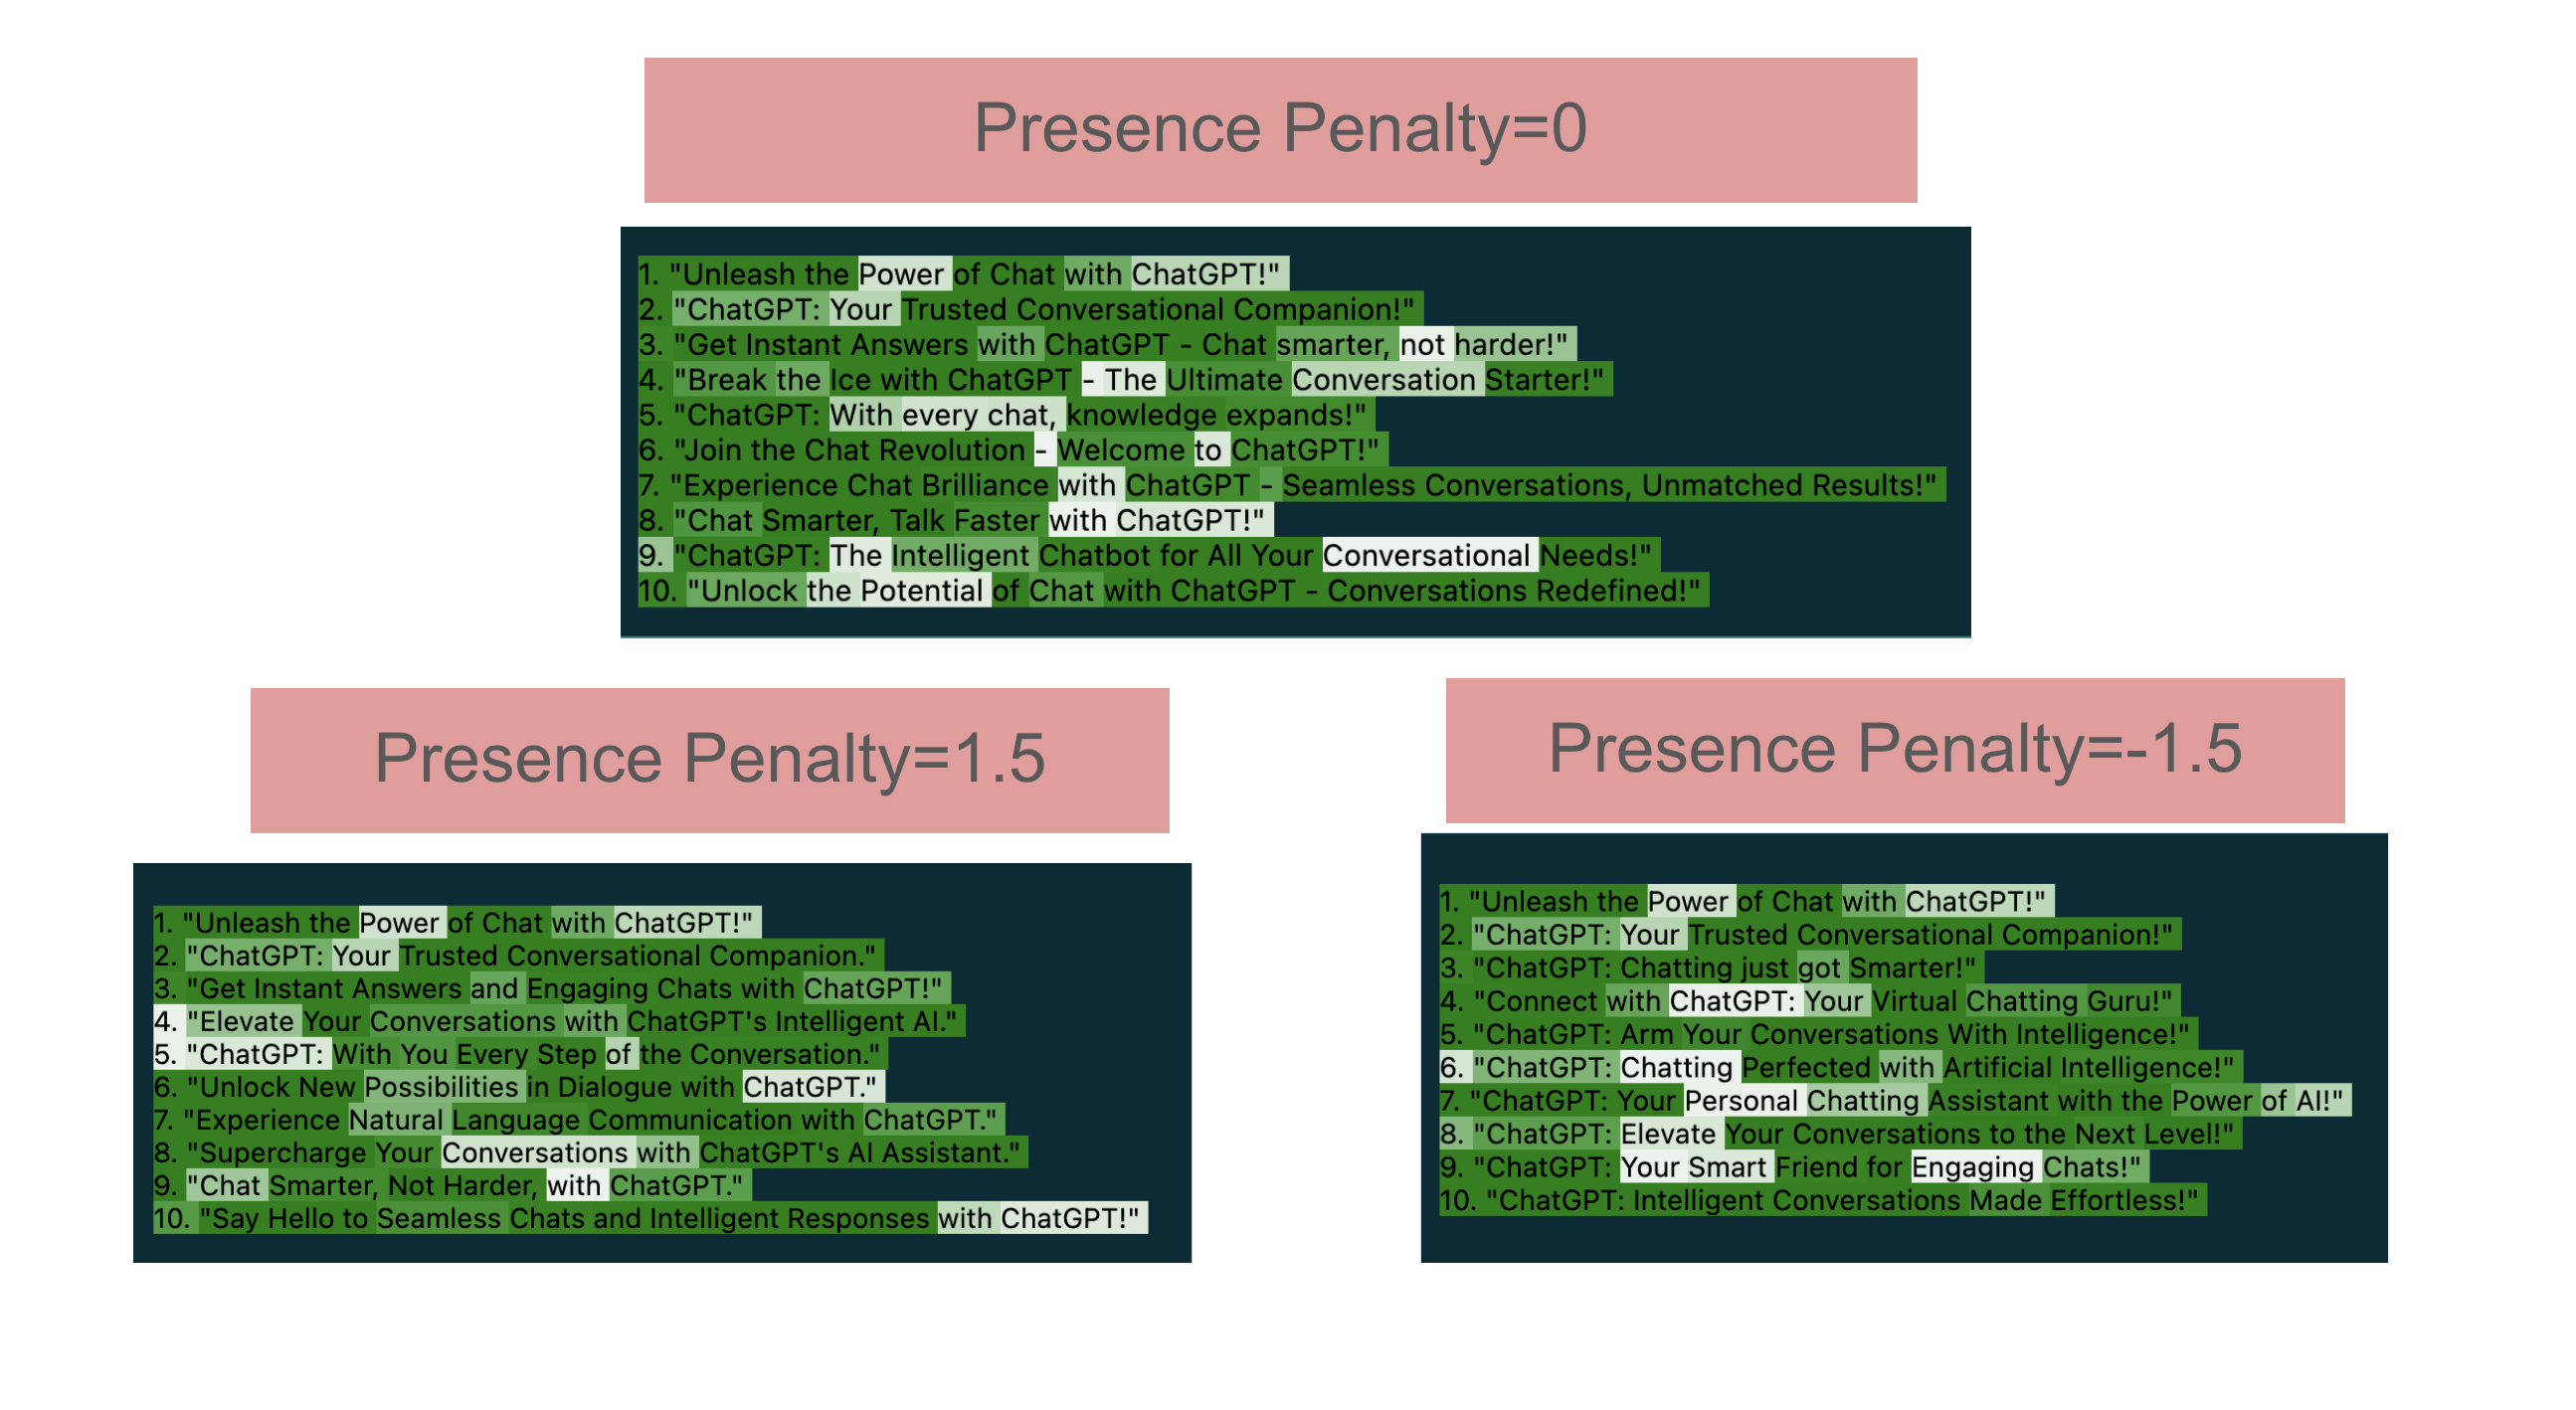 Presence Penalty=0
1. "Unleash the Power of Chat with ChatGPT!"
2. "ChatGPT: Your Trusted Conversational Companion!"
3. "Get Instant Answers with ChatGPT - Chat smarter, not harder!"
4. "Break the Ice with ChatGPT - The Ultimate Conversation Starter!"
5. "ChatGPT: With every chat, knowledge expands!"
6. "Join the Chat Revolution - Welcome to ChatGPT!"
7. "Experience Chat Brilliance with ChatGPT - Seamless Conversations, Unmatched Results!"
8. "Chat Smarter, Talk Faster with ChatGPT!"
9. "ChatGPT: The Intelligent Chatbot for All Your Conversational Needs!"
10. "Unlock the Potential of Chat with ChatGPT - Conversations Redefined!"
Presence Penalty=1.5
1. "Unleash the Power of Chat with ChatGPT!"
2. "ChatGPT: Your Trusted Conversational Companion."
3. "Get Instant Answers and Engaging Chats with ChatGPT!"
4. "Elevate Your Conversations with ChatGPT's Intelligent AI."
5. "ChatGPT: With You Every Step of the Conversation."
6. "Unlock New Possibilities in Dialogue with ChatGPT."
7. "Experience Natural Language Communication with ChatGPT."
8. "Supercharge Your Conversations with ChatGPT's AI Assistant."
9. "Chat Smarter, Not Harder, with ChatGPT."
10. "Say Hello to Seamless Chats and Intelligent Responses with ChatGPT!"
Presence Penalty=-1.5
1. "Unleash the Power of Chat with ChatGPT!"
2. "ChatGPT: Your Trusted Conversational Companion!"
3. "ChatGPT: Chatting just got Smarter!"
4. "Connect with ChatGPT: Your Virtual Chatting Guru!"
5. "ChatGPT: Arm Your Conversations With Intelligence!"
6. "ChatGPT: Chatting Perfected with Artificial Intelligence!"
7. "ChatGPT: Your Personal Chatting Assistant with the Power of AI!"
8. "ChatGPT: Elevate Your Conversations to the Next Level!"
9. "ChatGPT: Your Smart Friend for Engaging Chats!"
10. "ChatGPT: Intelligent Conversations Made Effortless!"